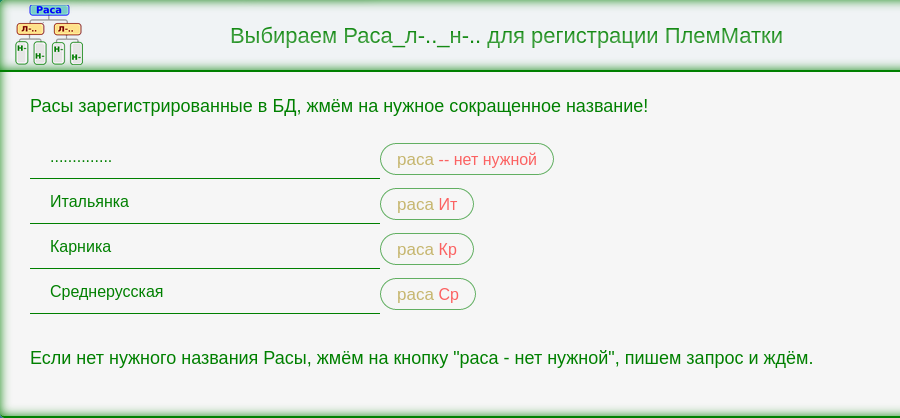 Раса
л-.. л-..
н- н- н- н-
Выбираем Раса_л-.._н-.. для регистрации ПлемМатки
Расы зарегистрированные в БД, жмём на нужное сокращенное название!
.............. раса -- нет нужной
Итальянка раса Ит
Карника раса Кр
Среднерусская раса Ср
Если нет нужного названия Расы, жмём на кнопку "раса - нет нужной", пишем запрос и ждём.